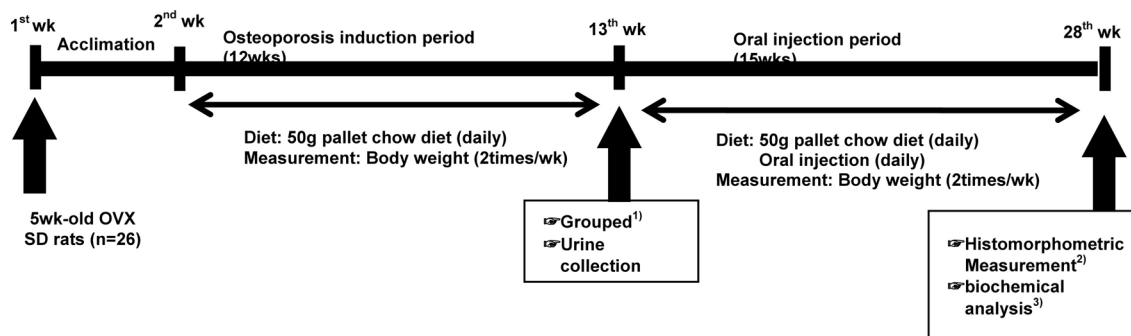 1st wk
2nd wk
13th wk
28th wk
Acclimation
Osteoporosis induction period
(12wks)
Oral injection period
(15wks)
Diet: 50g pallet chow diet (daily)
Measurement: Body weight (2times/wk)
Diet: 50g pallet chow diet (daily)
Oral injection (daily)
Measurement: Body weight (2times/wk)
5wk-old OVX
SD rats (n=26)
☞Grouped1)
☞Urine
collection
☞Histomorphometric
Measurement2)
☞biochemical
analysis3)